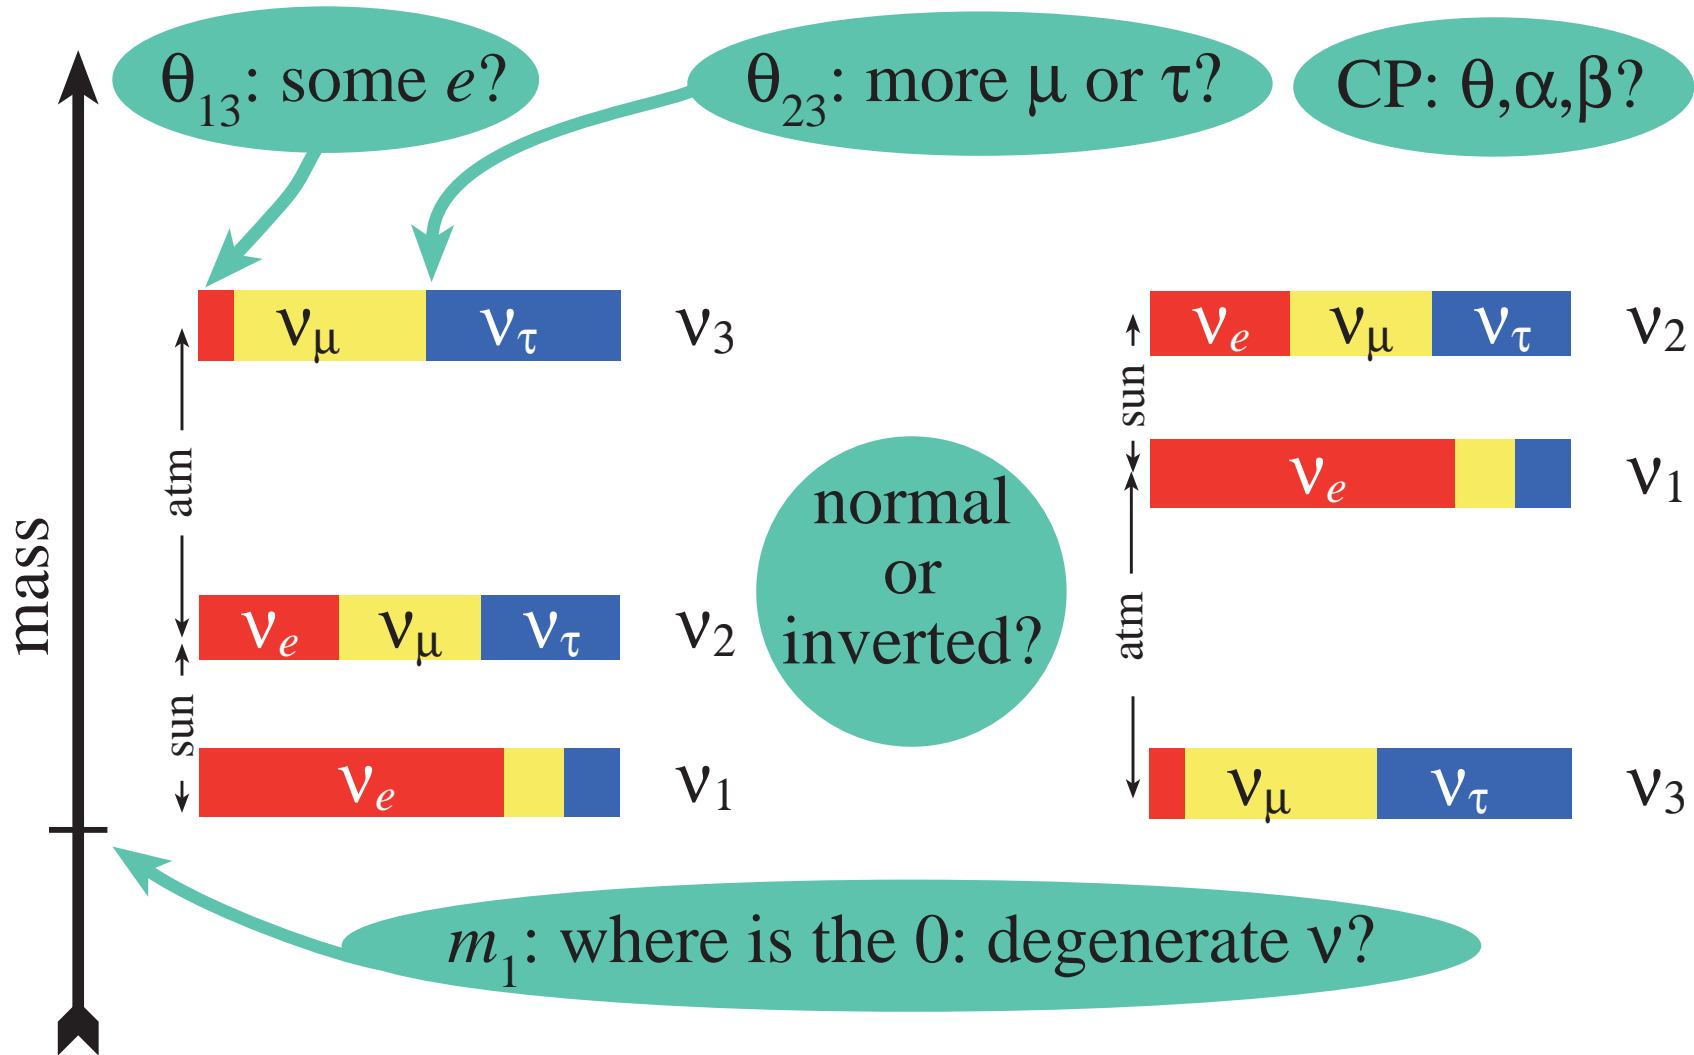 θ13: some e?
θ23: more μ or τ?
CP: θ,α,β?
mass
νμ ντ ν3
atm
νe νμ ντ ν2
sun
νe ν1
normal
or
inverted?
νe νμ ντ ν2
sun
νe ν1
atm
νμ ντ ν3
m1: where is the 0: degenerate ν?